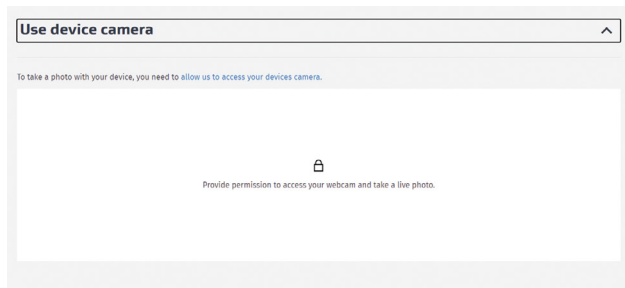 Use device camera
To take a photo with your device, you need to allow us to access your devices camera.
Provide permission to access your webcam and take a live photo.